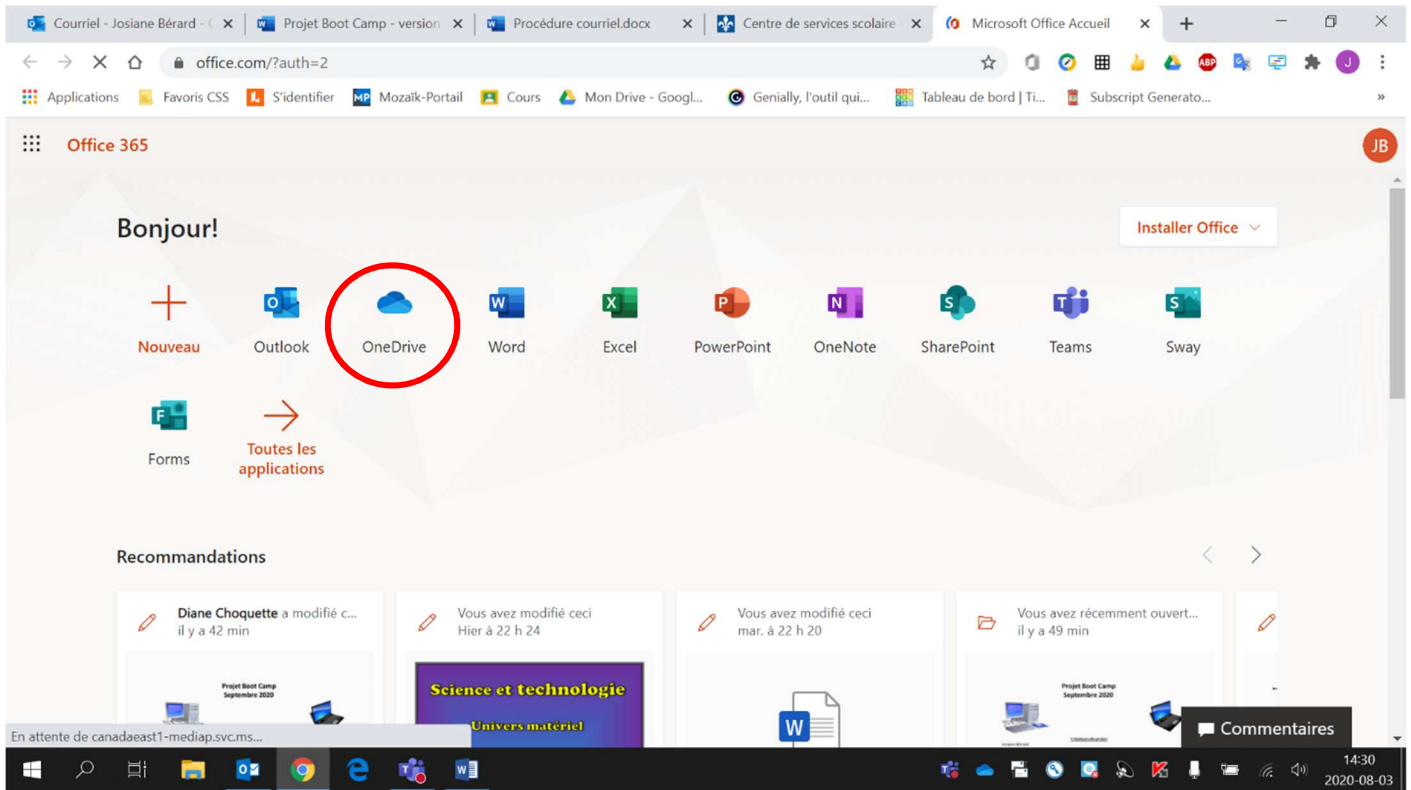 Courriel - Josiane Bérard - C
Projet Boot Camp - version
Procédure courriel.docx
Centre de services scolaire
Microsoft Office Accueil
office.com/?auth=2
ABP
J
Applications
Favoris CSS
S'identifier
MP Mozaïk-Portail
Cours
Mon Drive - Googl...
Genially, l'outil qui...
Tableau de bord | Ti...
Subscript Generato...
»
Office 365
JB
Bonjour!
Installer Office
Nouveau
Outlook
OneDrive
Word
Excel
PowerPoint
OneNote
SharePoint
Teams
Sway
Forms
Toutes les
applications
Recommandations
Diane Choquette a modifié c...
il y a 42 min
Vous avez modifié ceci
Hier à 22 h 24
Vous avez modifié ceci
mar. à 22 h 20
Vous avez récemment ouvert...
il y a 49 min
Projet Boot Camp
Septembre 2020
Science et technologie
Univers matériel
Projet Boot Camp
Septembre 2020
Commentaires
En attente de canadaeast1-mediap.svc.ms...
14:30
2020-08-03